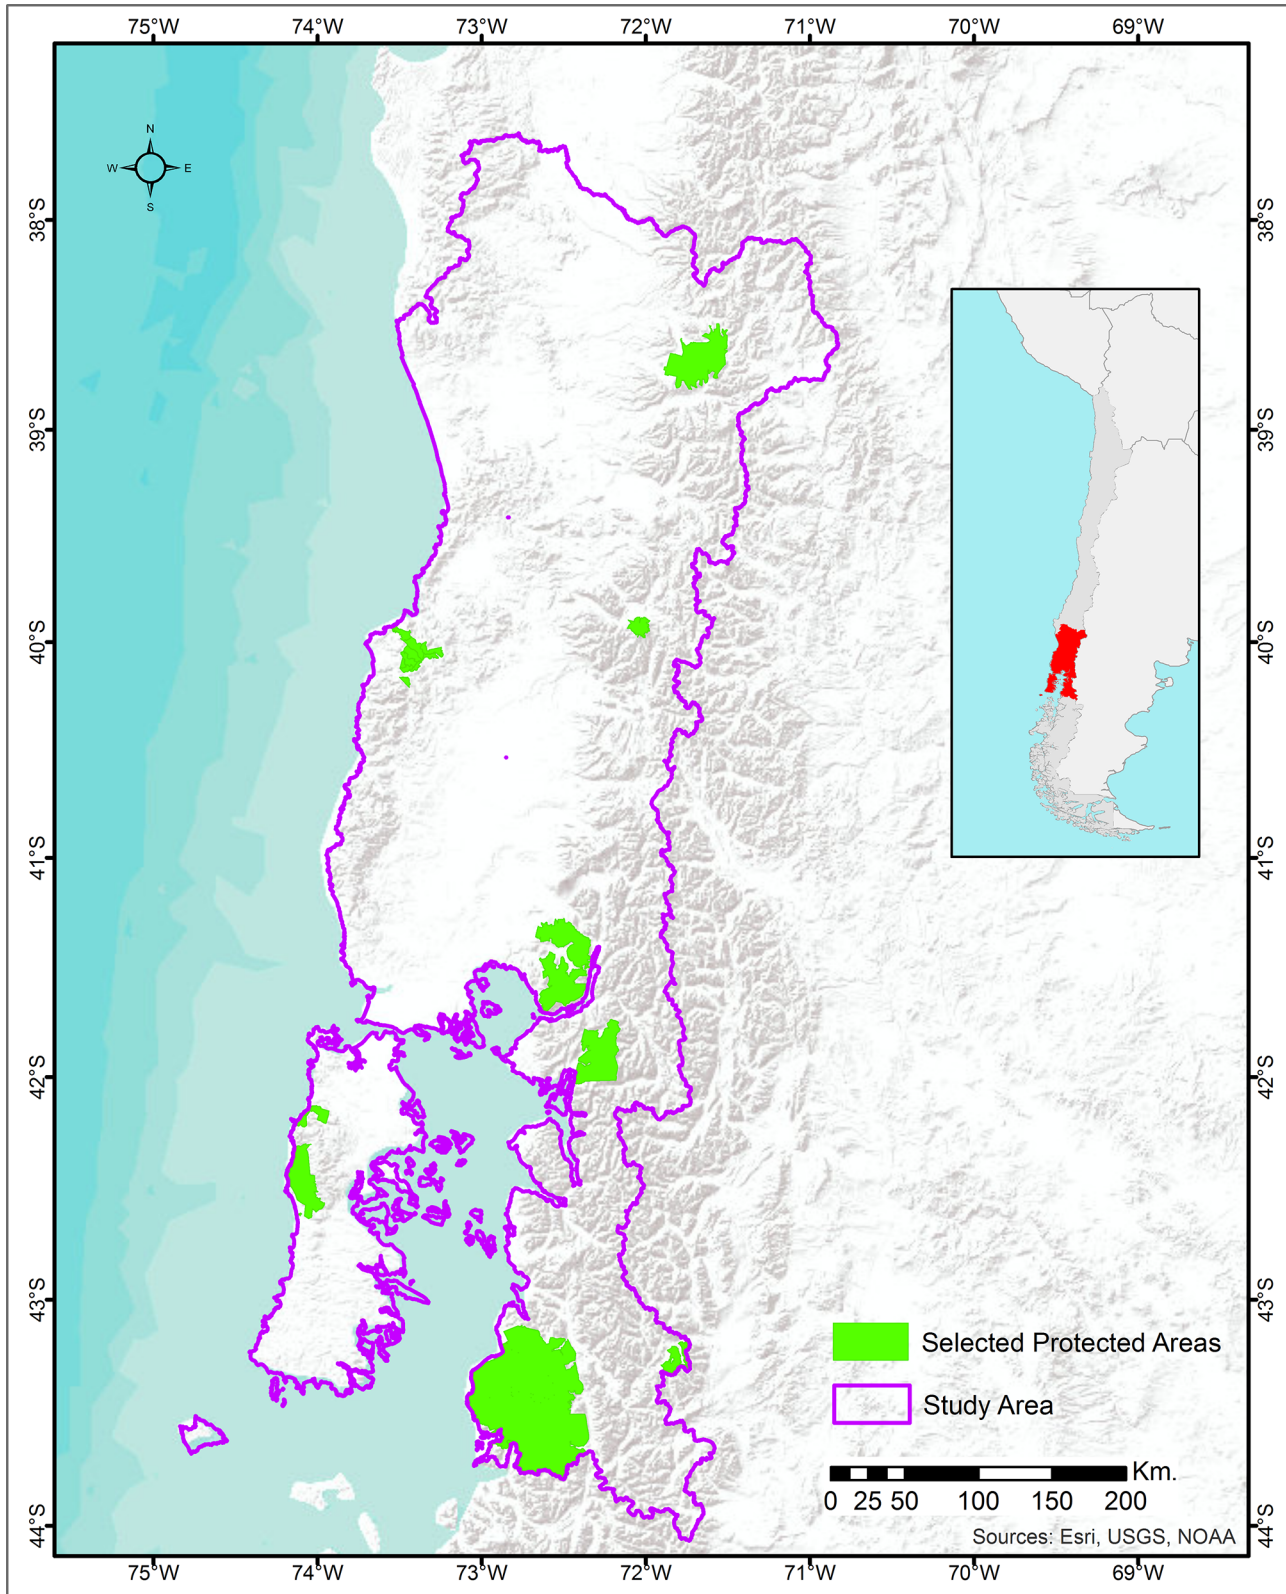 75°W 74°W 73°W 72°W 71°W 70°W 69°W
N
W E
S
38°S 38°S
39°S 39°S
40°S 40°S
41°S 41°S
42°S 42°S
43°S 43°S
Selected Protected Areas
Study Area
Km.
0 25 50 100 150 200
44°S 44°S
Sources: Esri, USGS, NOAA
75°W 74°W 73°W 72°W 71°W 70°W 69°W